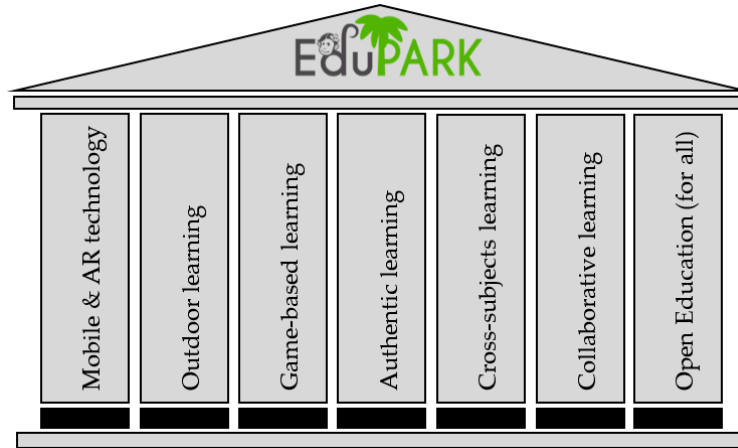 EduPARK
Mobile & AR technology
Outdoor learning
Game-based learning
Authentic learning
Cross-subjects learning
Collaborative learning
Open Education (for all)